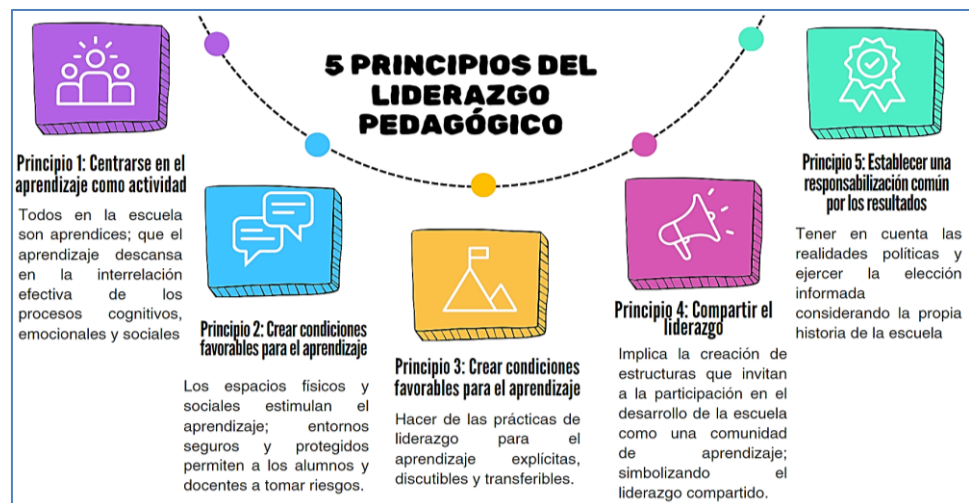 5 PRINCIPIOS DEL
LIDERAZGO
PEDAGÓGICO
Principio 1: Centrarse en el
aprendizaje como actividad
Todos en la escuela
son aprendices; que el
aprendizaje descansa
en la interrelación
efectiva de los
procesos cognitivos,
emocionales y sociales
Principio 2: Crear condiciones
favorables para el aprendizaje
Los espacios físicos y
sociales estimulan el
aprendizaje; entornos
seguros y protegidos
permiten a los alumnos y
docentes a tomar riesgos.
Principio 3: Crear condiciones
favorables para el aprendizaje
Hacer de las prácticas de
liderazgo para el
aprendizaje explícitas,
discutibles y transferibles.
Principio 4: Compartir el
liderazgo
Implica la creación de
estructuras que invitan
a la participación en el
desarrollo de la escuela
como una comunidad
de aprendizaje;
simbolizando el
liderazgo compartido.
Principio 5: Establecer una
responsabilización común
por los resultados
Tener en cuenta las
realidades políticas y
ejercer la elección
informada
considerando la propia
historia de la escuela